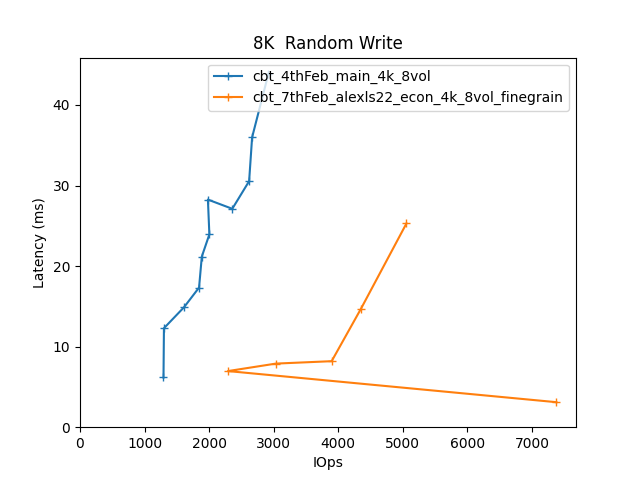 8K  Random Write
cbt_4thFeb_main_4k_8vol
cbt_7thFeb_alexls22_econ_4k_8vol_finegrain
Latency (ms)
40
30
20
10
0
0 1000 2000 3000 4000 5000 6000 7000
IOps